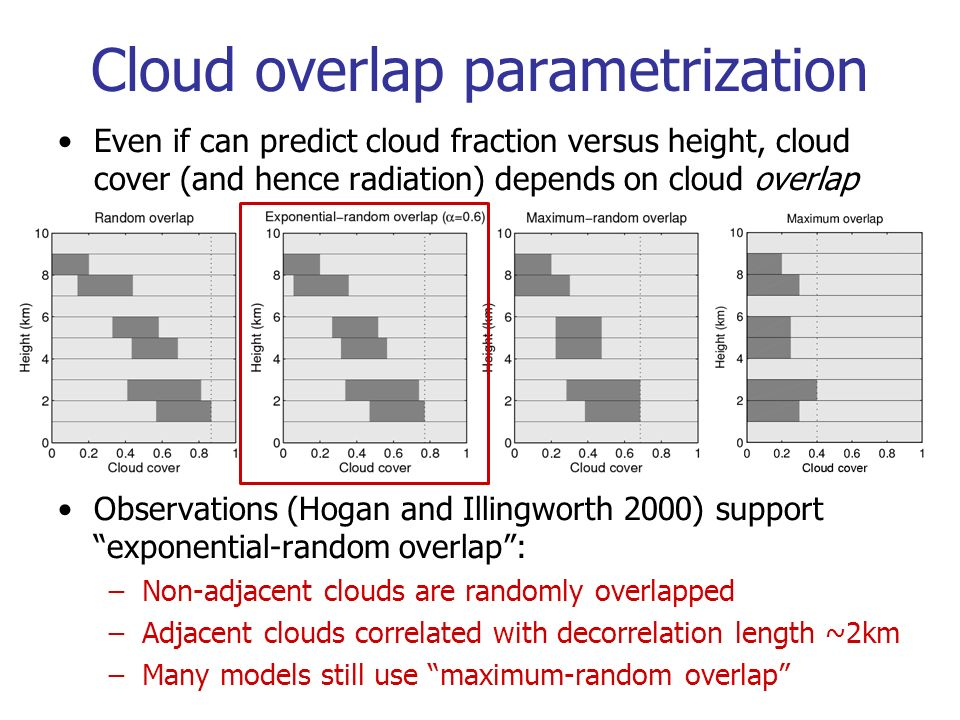 Cloud overlap parametrization
• Even if can predict cloud fraction versus height, cloud
cover (and hence radiation) depends on cloud overlap
Random overlap
10
8
6
4
2
0
Height (km)
0 0.2 0.4 0.6 0.8 1
Cloud cover
Exponential−random overlap (α=0.6)
10
8
6
4
2
0
Height (km)
0 0.2 0.4 0.6 0.8 1
Cloud cover
Maximum−random overlap
10
8
6
4
2
0
Height (km)
0 0.2 0.4 0.6 0.8 1
Cloud cover
Maximum overlap
10
8
6
4
2
0
Height (km)
0 0.2 0.4 0.6 0.8 1
Cloud cover
• Observations (Hogan and Illingworth 2000) support
“exponential-random overlap”:
– Non-adjacent clouds are randomly overlapped
– Adjacent clouds correlated with decorrelation length ~2km
– Many models still use “maximum-random overlap”